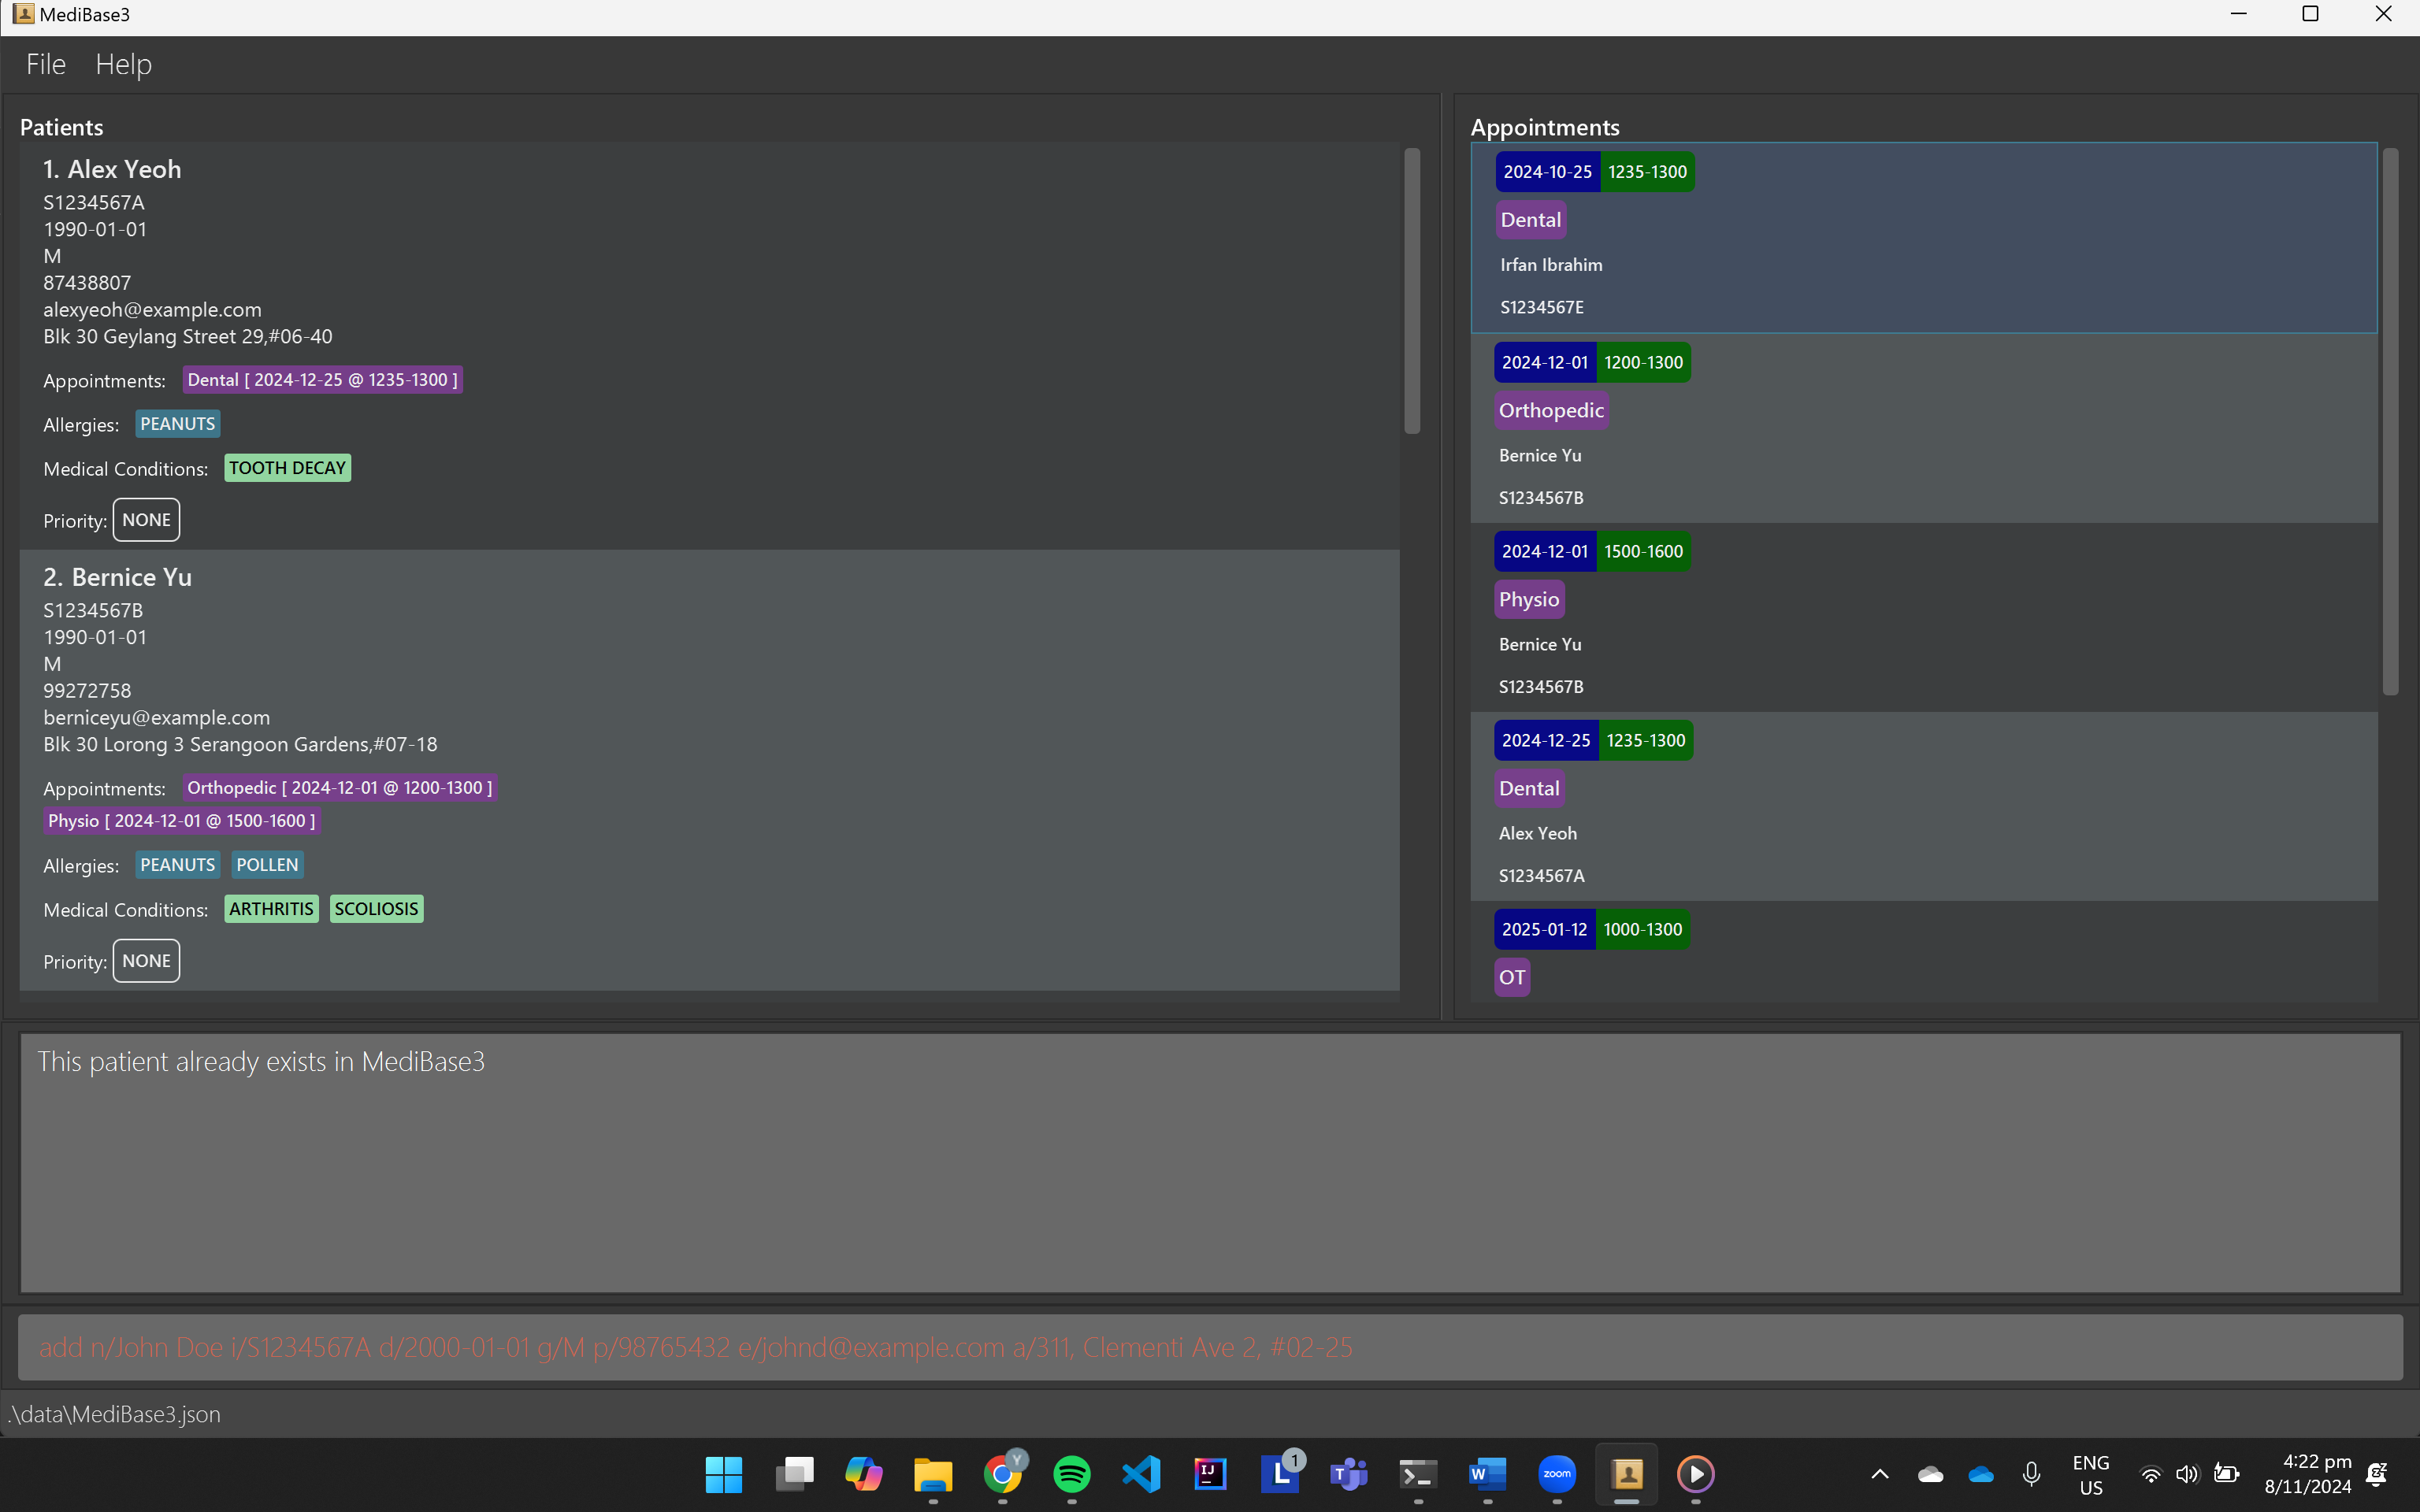 MediBase3
File Help
Patients
1. Alex Yeoh
S1234567A
1990-01-01
M
87438807
alexyeoh@example.com
Blk 30 Geylang Street 29,#06-40
Appointments: Dental [ 2024-12-25 @ 1235-1300 ]
Allergies: PEANUTS
Medical Conditions: TOOTH DECAY
Priority: NONE
2. Bernice Yu
S1234567B
1990-01-01
M
99272758
berniceyu@example.com
Blk 30 Lorong 3 Serangoon Gardens,#07-18
Appointments: Orthopedic [ 2024-12-01 @ 1200-1300 ]
Physio [ 2024-12-01 @ 1500-1600 ]
Allergies: PEANUTS POLLEN
Medical Conditions: ARTHRITIS SCOLIOSIS
Priority: NONE
Appointments
2024-10-25 1235-1300
Dental
Irfan Ibrahim
S1234567E
2024-12-01 1200-1300
Orthopedic
Bernice Yu
S1234567B
2024-12-01 1500-1600
Physio
Bernice Yu
S1234567B
2024-12-25 1235-1300
Dental
Alex Yeoh
S1234567A
2025-01-12 1000-1300
OT
This patient already exists in MediBase3
add n/John Doe i/S1234567A d/2000-01-01 g/M p/98765432 e/johnd@example.com a/311, Clementi Ave 2, #02-25
.\data\MediBase3.json
Y
IJ
L 1
T
W
zoom
ENG
US
4:22 pm
8/11/2024